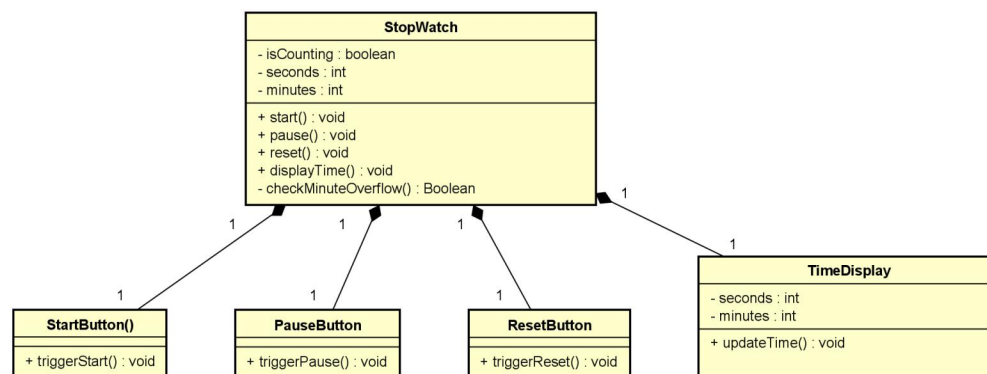 StopWatch
- isCounting : boolean
- seconds : int
- minutes : int
+ start() : void
+ pause() : void
+ reset() : void
+ displayTime() : void
- checkMinuteOverflow() : Boolean
1
1
1
1
1
1
1
1
StartButton()
+ triggerStart() : void
PauseButton
+ triggerPause() : void
ResetButton
+ triggerReset() : void
TimeDisplay
- seconds : int
- minutes : int
+ updateTime() : void